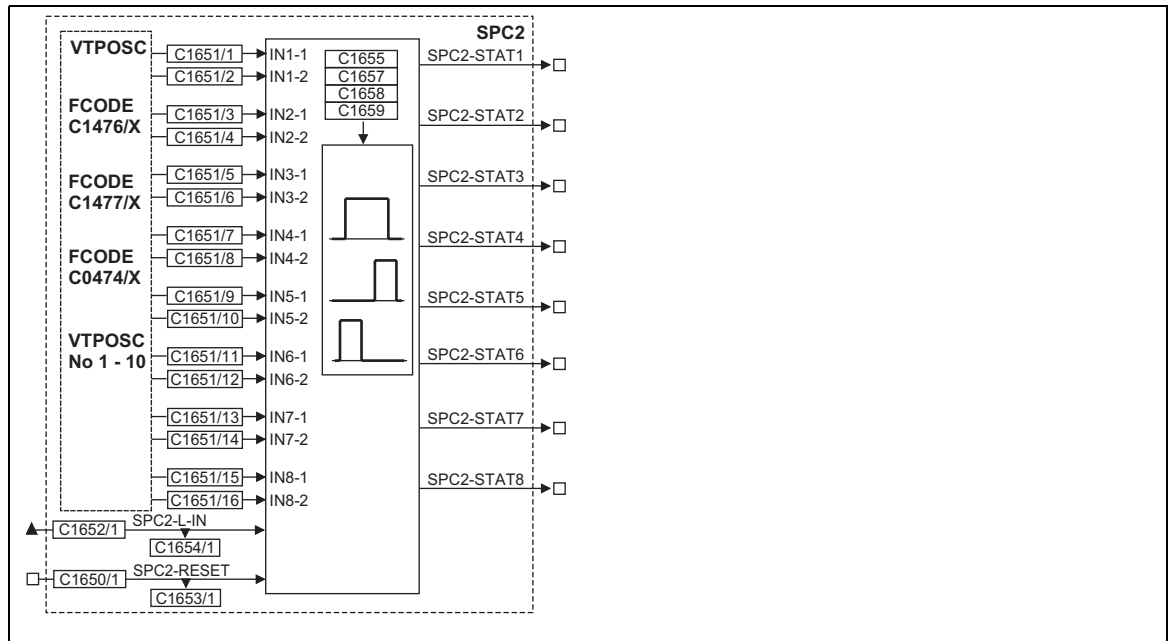 SPC2
VTPOSC
C1651/1 IN1-1 C1655 SPC2-STAT1
C1651/2 IN1-2 C1657
C1658
FCODE C1651/3 IN2-1 C1659 SPC2-STAT2
C1476/X C1651/4 IN2-2
FCODE C1651/5 IN3-1 SPC2-STAT3
C1477/X C1651/6 IN3-2
C1651/7 IN4-1 SPC2-STAT4
FCODE C1651/8 IN4-2
C0474/X
C1651/9 IN5-1 SPC2-STAT5
C1651/10 IN5-2
VTPOSC
No 1 - 10 C1651/11 IN6-1 SPC2-STAT6
C1651/12 IN6-2
C1651/13 IN7-1 SPC2-STAT7
C1651/14 IN7-2
C1651/15 IN8-1 SPC2-STAT8
C1651/16 IN8-2
C1652/1 SPC2-L-IN
C1654/1
C1650/1 SPC2-RESET
C1653/1